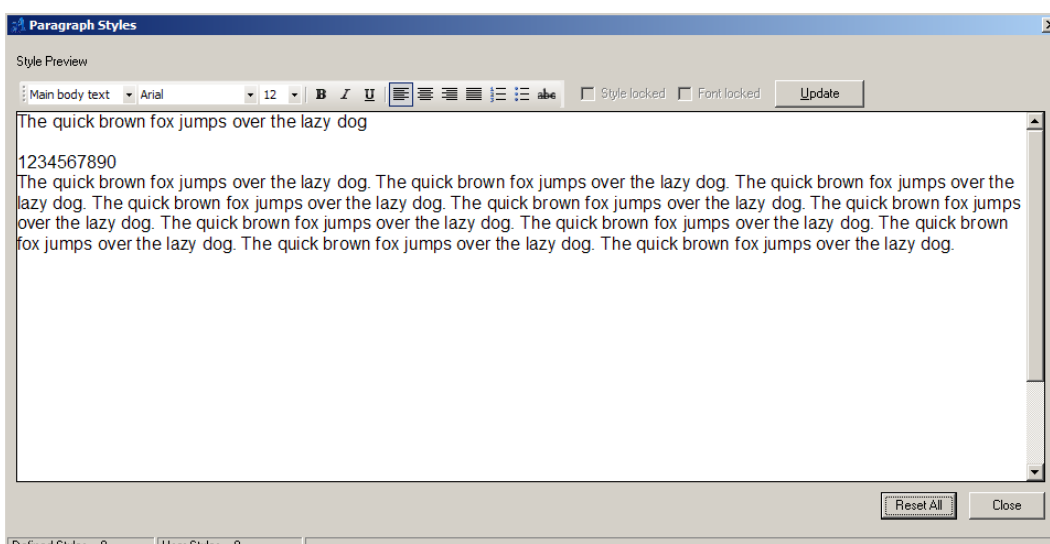 Paragraph Styles
Style Preview
Main body text Arial 12 B I U abc Style locked Font locked Update
The quick brown fox jumps over the lazy dog
1234567890
The quick brown fox jumps over the lazy dog. The quick brown fox jumps over the lazy dog. The quick brown fox jumps over the
lazy dog. The quick brown fox jumps over the lazy dog. The quick brown fox jumps over the lazy dog. The quick brown fox jumps
over the lazy dog. The quick brown fox jumps over the lazy dog. The quick brown fox jumps over the lazy dog. The quick brown
fox jumps over the lazy dog. The quick brown fox jumps over the lazy dog. The quick brown fox jumps over the lazy dog.
Reset All Close